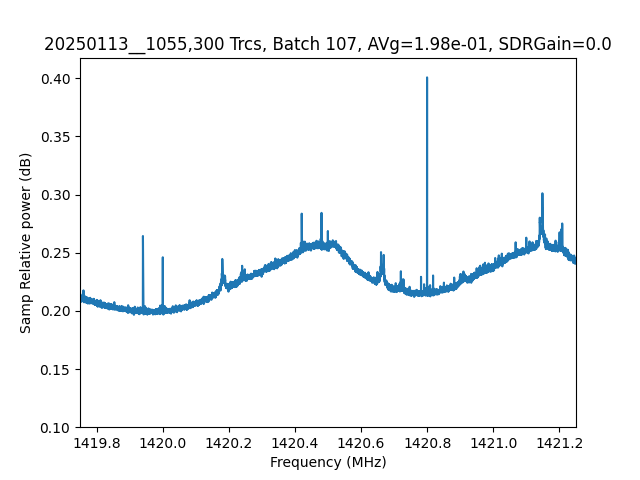 20250113__1055,300 Trcs, Batch 107, AVg=1.98e-01, SDRGain=0.0
0.40
0.35
0.30
0.25
0.20
0.15
0.10
Samp Relative power (dB)
1419.8 1420.0 1420.2 1420.4 1420.6 1420.8 1421.0 1421.2
Frequency (MHz)